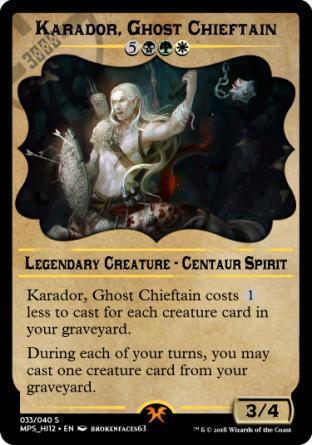 Karador, Ghost Chieftain
5
Legendary Creature - Centaur Spirit
Karador, Ghost Chieftain costs 1
less to cast for each creature card in
your graveyard.
During each of your turns, you may
cast one creature card from your
graveyard.
3/4
033/040 S
MPS_H112 • EN BROKENFACES63
™ & © 2018 Wizards of the Coast